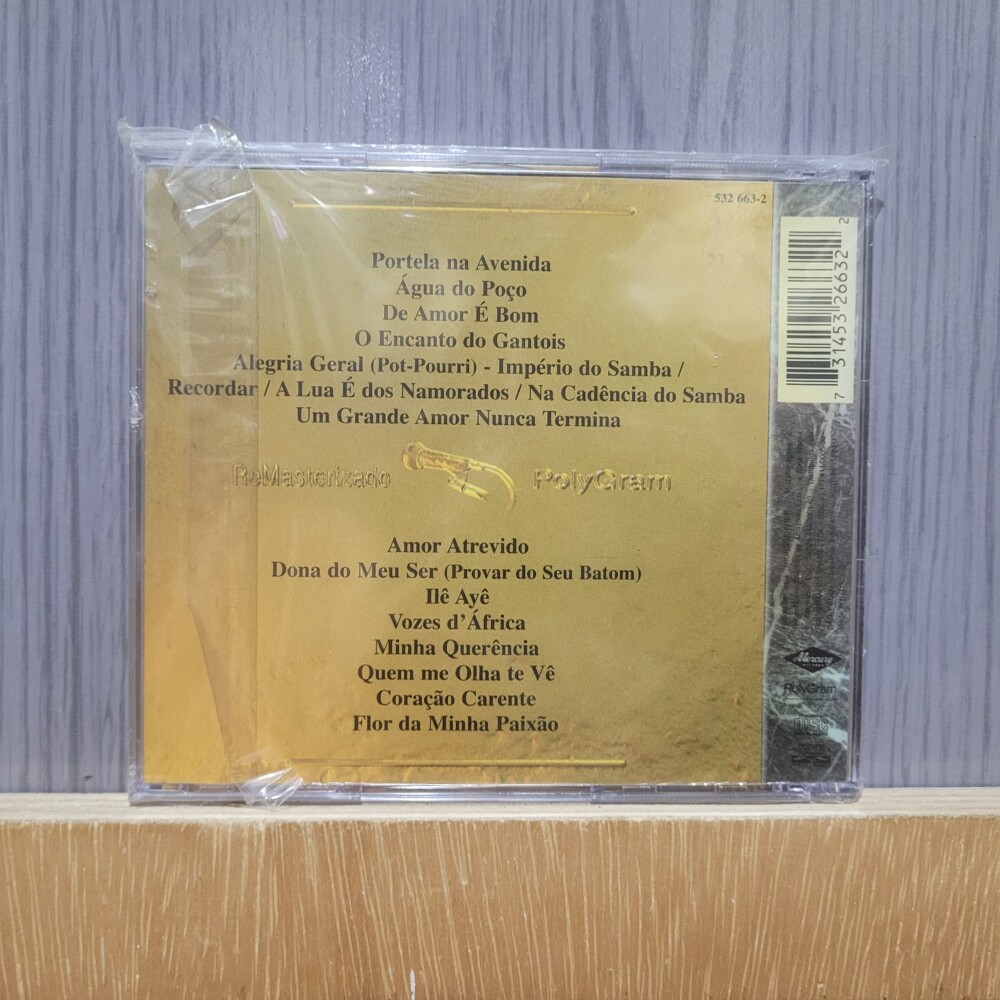 532 663-2
Portela na Avenida
Água do Poço
De Amor É Bom
O Encanto do Gantois
Alegria Geral (Pot-Pourri) - Império do Samba /
Recordar / A Lua É dos Namorados / Na Cadência do Samba
Um Grande Amor Nunca Termina
ReMasterizado PolyGram
Amor Atrevido
Dona do Meu Ser (Provar do Seu Batom)
Ilê Ayê
Vozes d'África
Minha Querência
Quem me Olha te Vê
Coração Carente
Flor da Minha Paixão
7 31453 26632 2
Mercury
PolyGram
disc